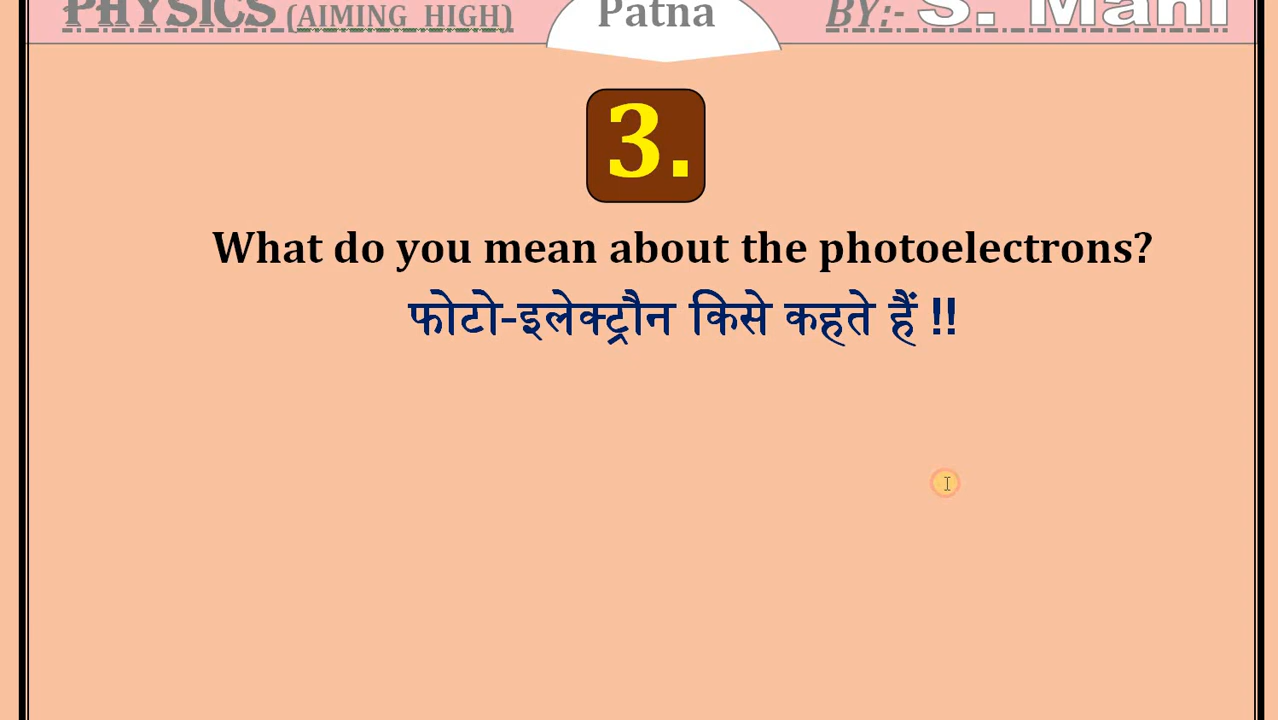 PHYSICS (AIMING HIGH) Patna BY:- S. Mani
3.
What do you mean about the photoelectrons?
फोटो-इलेक्ट्रौन किसे कहते हैं !!